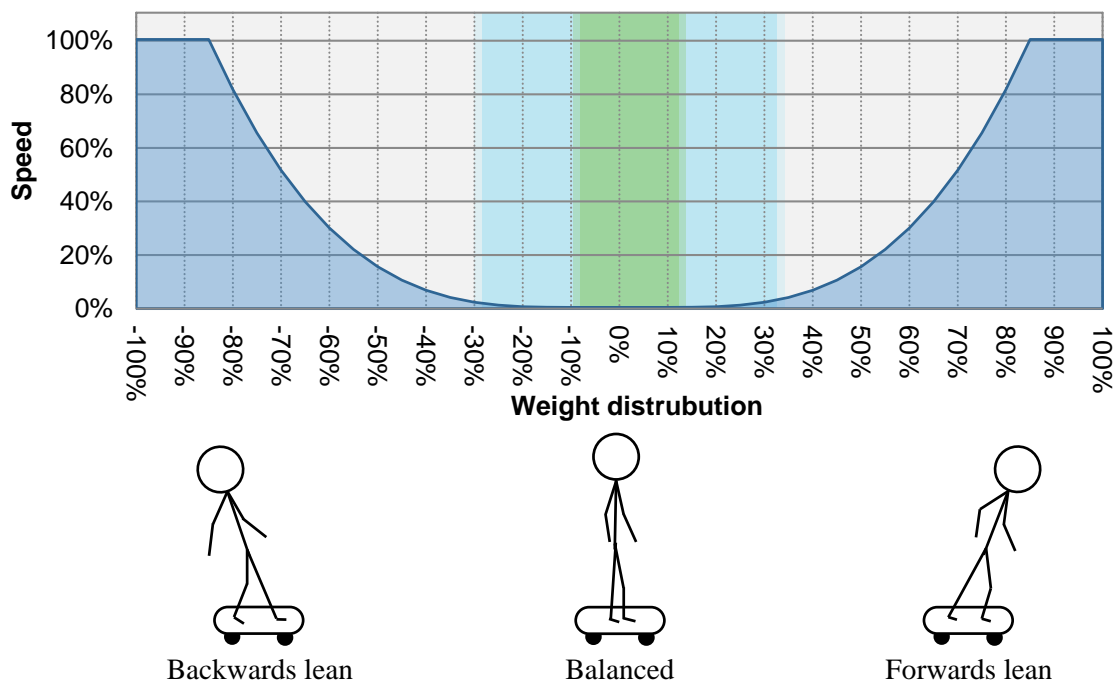 100%
80%
60%
40%
20%
0%
Speed
-100% -90% -80% -70% -60% -50% -40% -30% -20% -10% 0% 10% 20% 30% 40% 50% 60% 70% 80% 90% 100%
Weight distrubution
Backwards lean Balanced Forwards lean